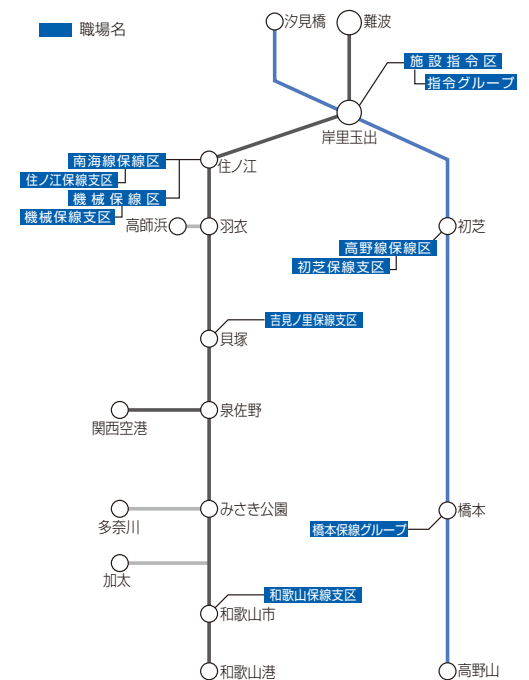 職場名
汐見橋
難波
施設指令区
指令グループ
岸里玉出
南海線保線区
住ノ江
住ノ江保線支区
機械保線区
機械保線支区
高師浜
羽衣
初芝
高野線保線区
初芝保線支区
吉見ノ里保線支区
貝塚
泉佐野
関西空港
みさき公園
多奈川
橋本
橋本保線グループ
加太
和歌山保線支区
和歌山市
和歌山港
高野山